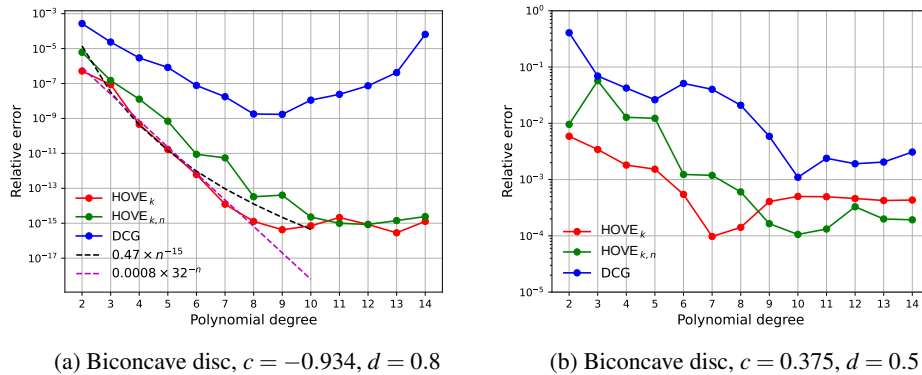 10⁻³
10⁻⁵
10⁻⁷
10⁻⁹
10⁻¹¹
10⁻¹³
10⁻¹⁵
10⁻¹⁷
Relative error
HOVE_k
HOVE_{k,n}
DCG
0.47 × n⁻¹⁵
0.0008 × 32⁻ⁿ
2 3 4 5 6 7 8 9 10 11 12 13 14
Polynomial degree
(a) Biconcave disc, c = −0.934, d = 0.8
10⁰
10⁻¹
10⁻²
10⁻³
10⁻⁴
10⁻⁵
Relative error
HOVE_k
HOVE_{k,n}
DCG
2 3 4 5 6 7 8 9 10 11 12 13 14
Polynomial degree
(b) Biconcave disc, c = 0.375, d = 0.5